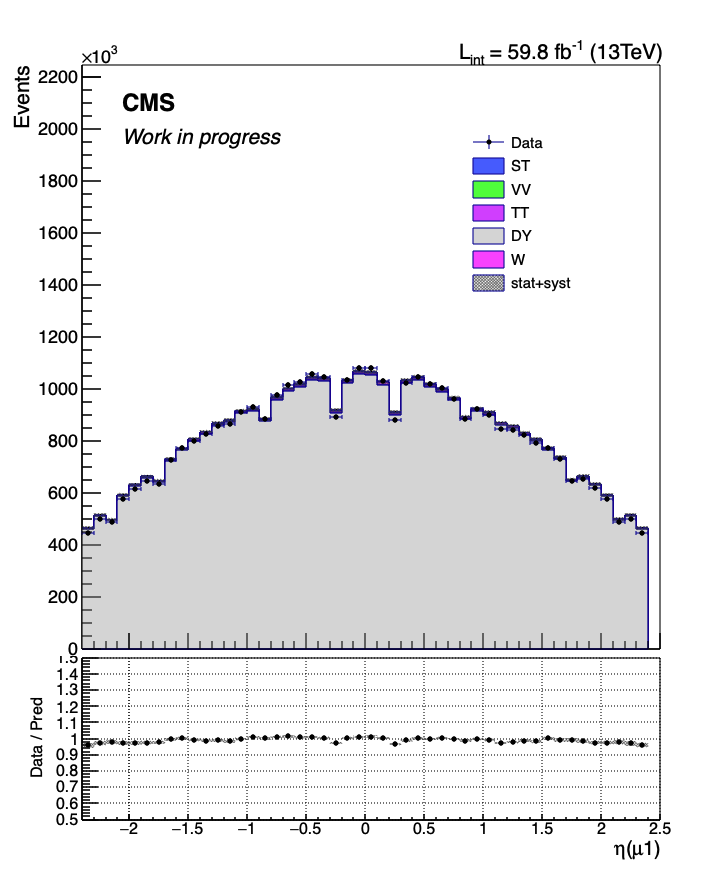 ×10³
L_int = 59.8 fb⁻¹ (13TeV)
Events
CMS
Work in progress
Data
ST
VV
TT
DY
W
stat+syst
2200
2000
1800
1600
1400
1200
1000
800
600
400
200
0
Data / Pred
1.5
1.4
1.3
1.2
1.1
1
0.9
0.8
0.7
0.6
0.5
−2 −1.5 −1 −0.5 0 0.5 1 1.5 2 2.5
η(μ1)